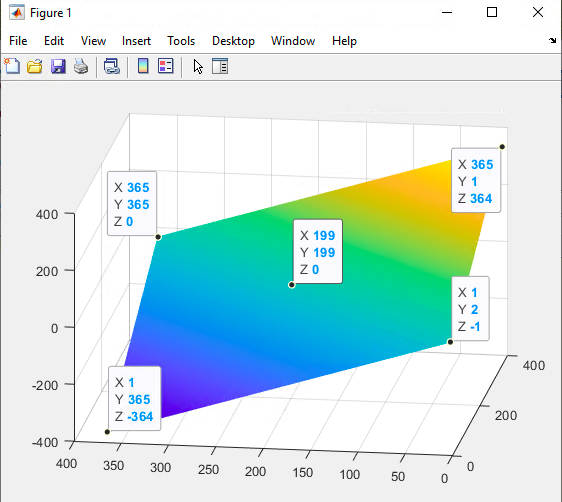 Figure 1
File Edit View Insert Tools Desktop Window Help
X 365
Y 1
Z 364
X 365
Y 365
Z 0
X 199
Y 199
Z 0
X 1
Y 2
Z -1
X 1
Y 365
Z -364
400
200
0
-200
-400
400
350
300
250
200
150
100
50
0
0
200
400